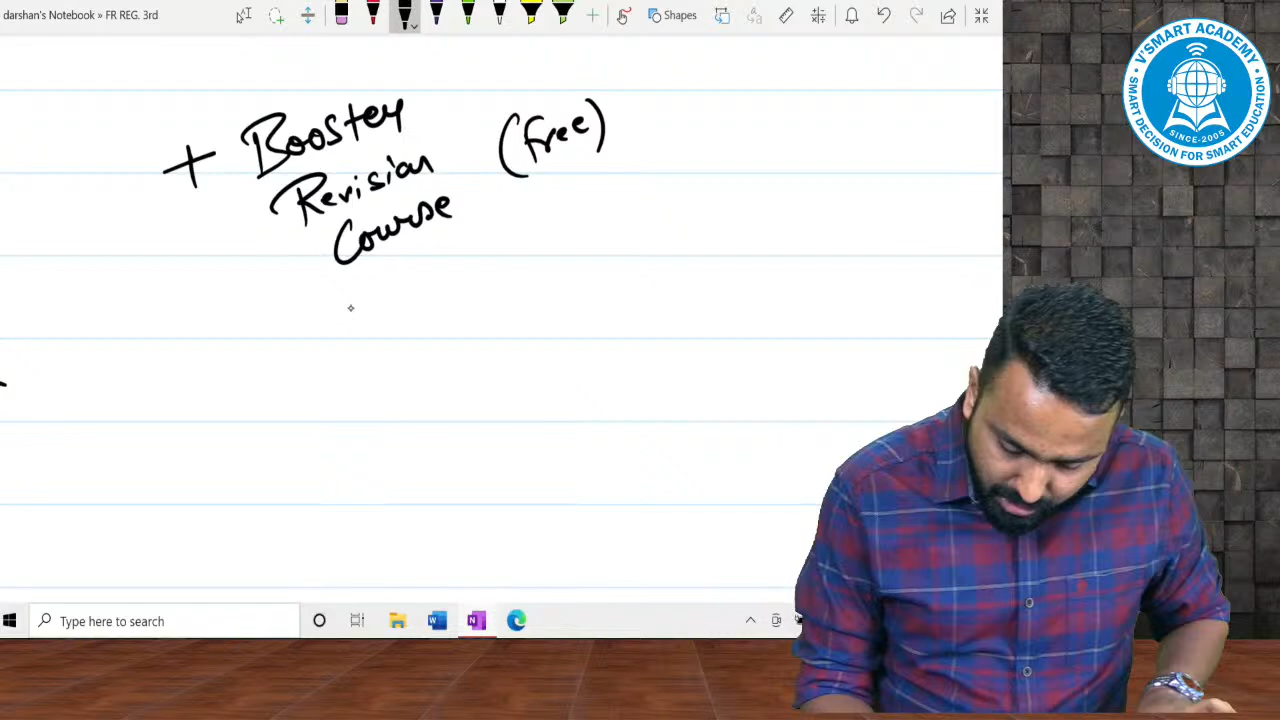 darshan's Notebook » FR REG. 3rd
Shapes
V'SMART ACADEMY
SINCE-2005
SMART DECISION FOR SMART EDUCATION
+ Booster (Free)
Revision
Course
Type here to search